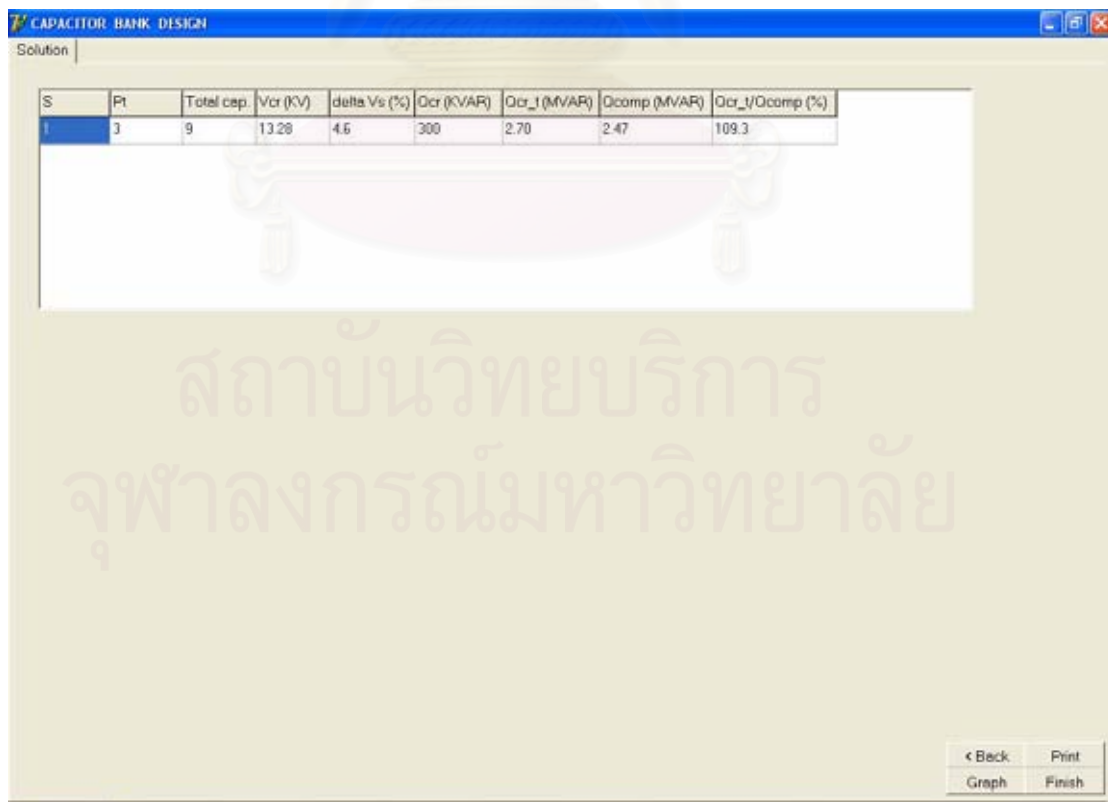 CAPACITOR BANK DESIGN
Solution
S Pt Total cap. Vcr (KV) delta Vs (%) Qcr (KVAR) Qcr_t (MVAR) Qcomp (MVAR) Qcr_t/Qcomp (%)
1 3 9 13.28 4.6 300 2.70 2.47 109.3
สถาบันวิทยบริการ
จุฬาลงกรณ์มหาวิทยาลัย
< Back Print
Graph Finish